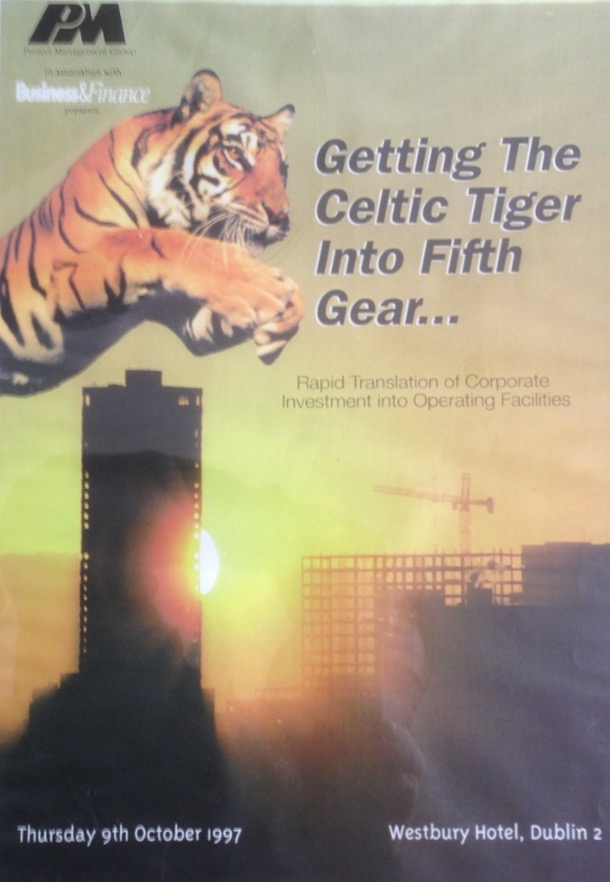 PM
Project Management Group
in association with
Business&Finance
presents
Getting The
Celtic Tiger
Into Fifth
Gear...
Rapid Translation of Corporate
Investment into Operating Facilities
Thursday 9th October 1997
Westbury Hotel, Dublin 2